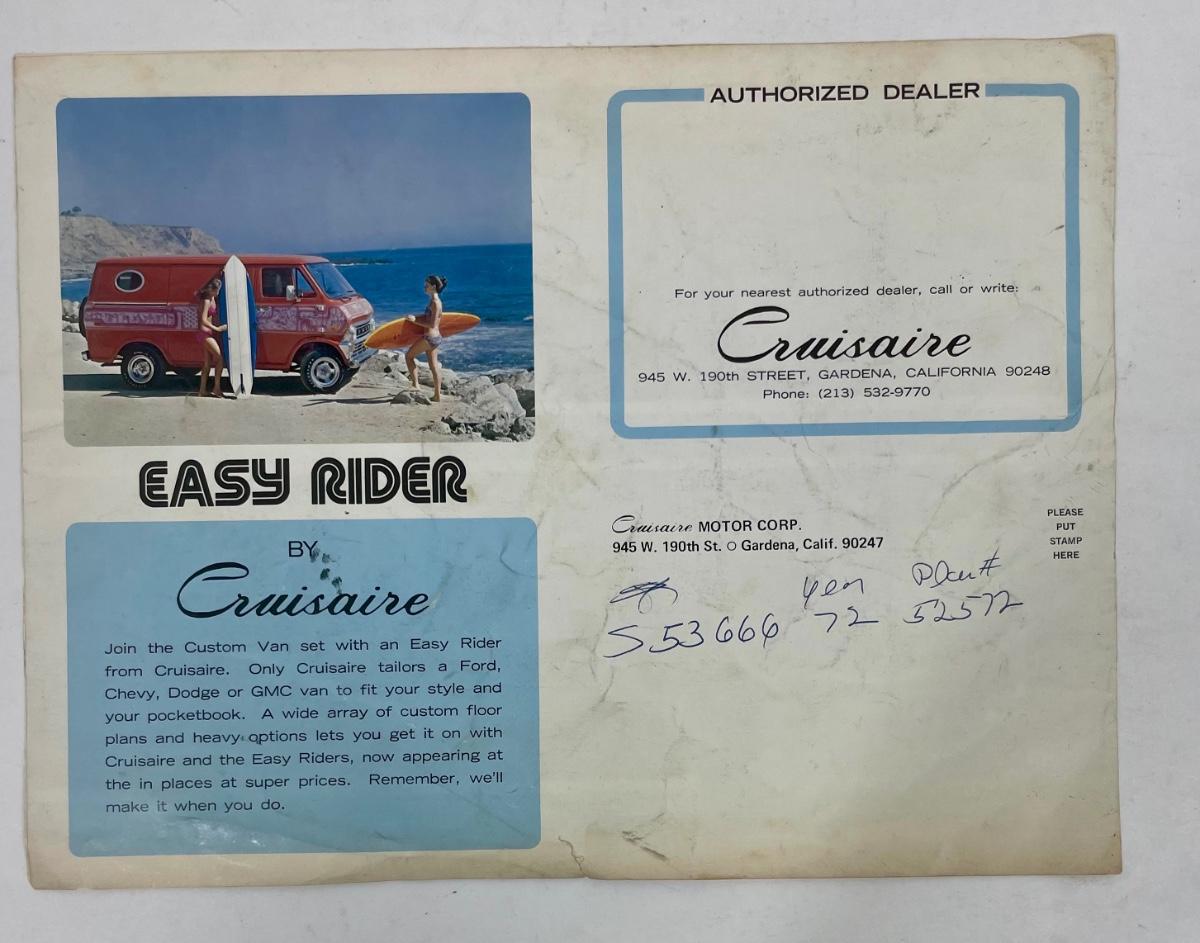 EASY RIDER
BY
Cruisaire
Join the Custom Van set with an Easy Rider
from Cruisaire. Only Cruisaire tailors a Ford,
Chevy, Dodge or GMC van to fit your style and
your pocketbook. A wide array of custom floor
plans and heavy options lets you get it on with
Cruisaire and the Easy Riders, now appearing at
the in places at super prices. Remember, we'll
make it when you do.
AUTHORIZED DEALER
For your nearest authorized dealer, call or write:
Cruisaire
945 W. 190th STREET, GARDENA, CALIFORNIA 90248
Phone: (213) 532-9770
Cruisaire MOTOR CORP.
945 W. 190th St. O Gardena, Calif. 90247
PLEASE
PUT
STAMP
HERE
year
S53666 72 52572